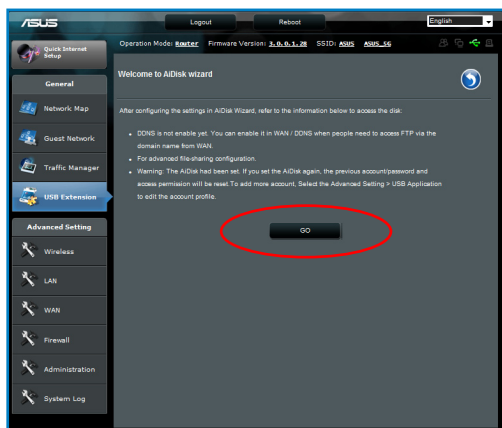 ASUS
Logout
Reboot
English
Operation Mode: Router Firmware Version: 3.0.0.1.28 SSID: ASUS ASUS_5G
Quick Internet
Setup
General
Network Map
Guest Network
Traffic Manager
USB Extension
Advanced Setting
Wireless
LAN
WAN
Firewall
Administration
System Log
Welcome to AiDisk wizard
After configuring the settings in AiDisk Wizard, refer to the information below to access the disk:
• DDNS is not enable yet. You can enable it in WAN / DDNS when people need to access FTP via the
domain name from WAN.
• For advanced file-sharing configuration.
• Warning: The AiDisk had been set. If you set the AiDisk again, the previous account/password and
access permission will be reset.To add more account, Select the Advanced Setting > USB Application
to edit the account profile.
GO